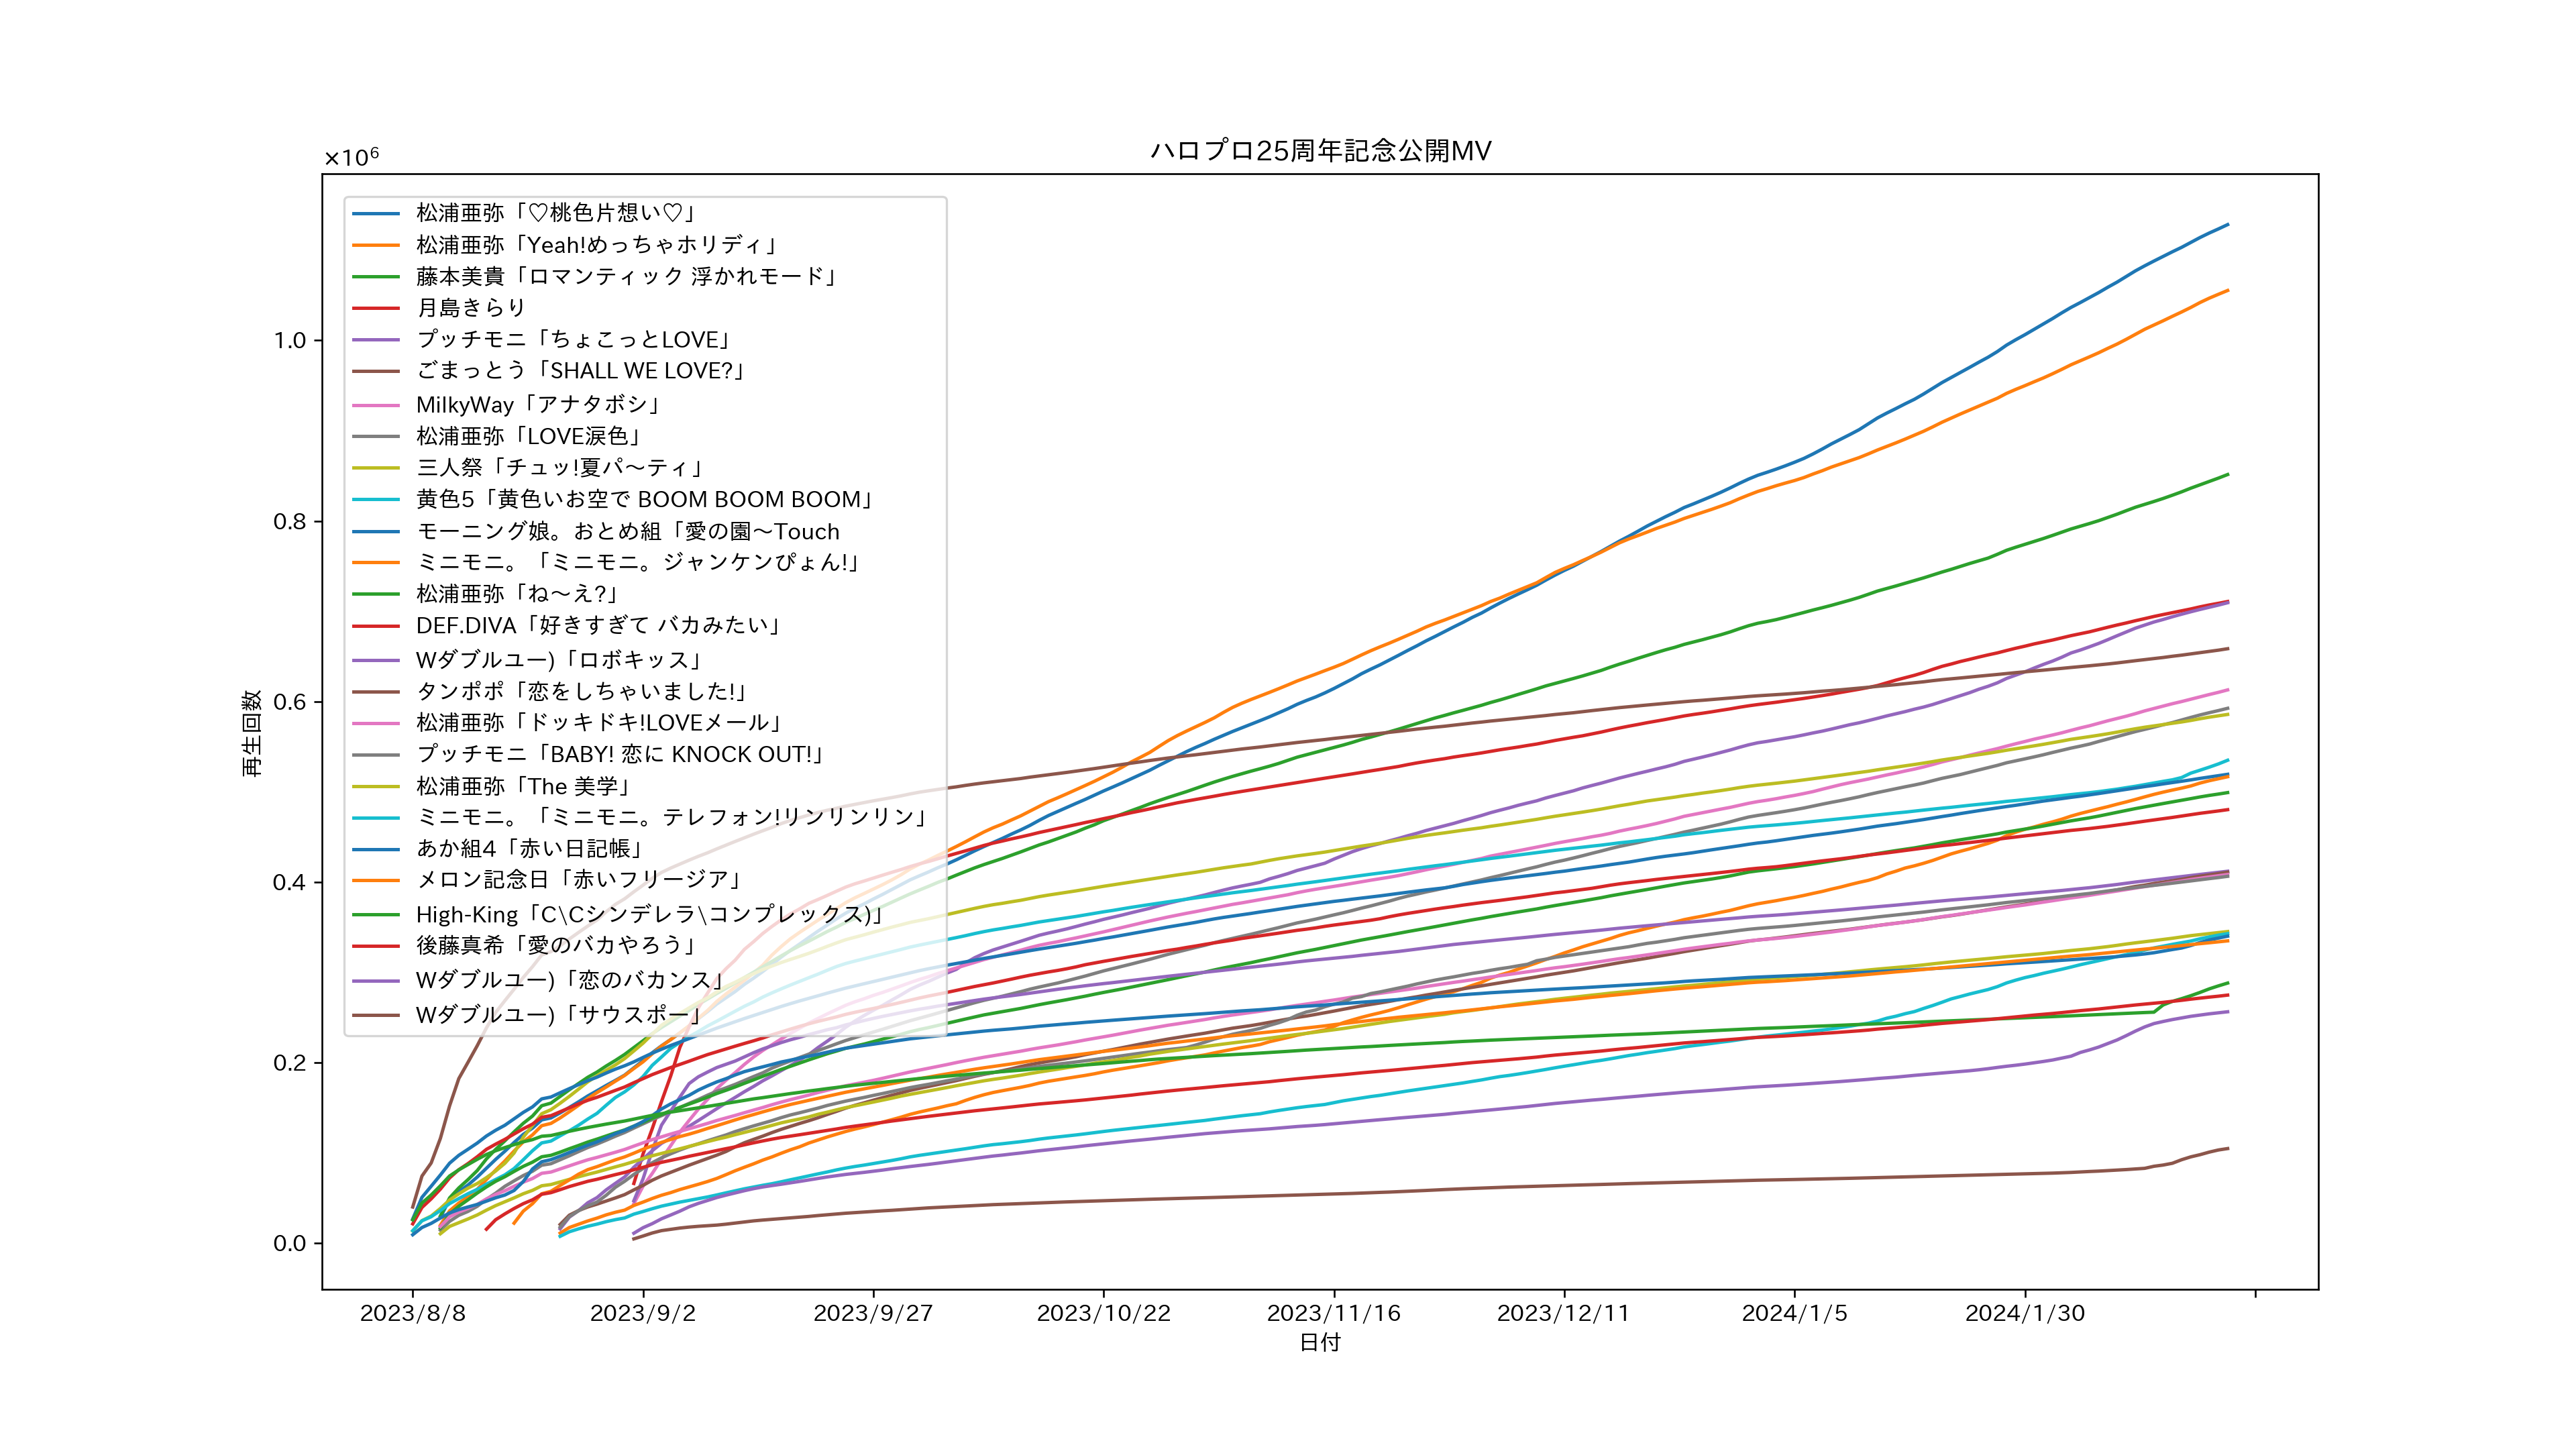 ハロプロ25周年記念公開MV
×10⁶
松浦亜弥「♡桃色片想い♡」
松浦亜弥「Yeah!めっちゃホリディ」
藤本美貴「ロマンティック 浮かれモード」
月島きらり
プッチモニ「ちょこっとLOVE」
ごまっとう「SHALL WE LOVE?」
MilkyWay「アナタボシ」
松浦亜弥「LOVE涙色」
三人祭「チュッ!夏パ〜ティ」
黄色5「黄色いお空で BOOM BOOM BOOM」
モーニング娘。おとめ組「愛の園〜Touch
ミニモニ。「ミニモニ。ジャンケンぴょん!」
松浦亜弥「ね〜え?」
DEF.DIVA「好きすぎて バカみたい」
Wダブルユー)「ロボキッス」
タンポポ「恋をしちゃいました!」
松浦亜弥「ドッキドキ!LOVEメール」
プッチモニ「BABY! 恋に KNOCK OUT!」
松浦亜弥「The 美学」
ミニモニ。「ミニモニ。テレフォン!リンリンリン」
あか組4「赤い日記帳」
メロン記念日「赤いフリージア」
High-King「C\Cシンデレラ\コンプレックス)」
後藤真希「愛のバカやろう」
Wダブルユー)「恋のバカンス」
Wダブルユー)「サウスポー」
1.0
0.8
0.6
0.4
0.2
0.0
再生回数
2023/8/8
2023/9/2
2023/9/27
2023/10/22
2023/11/16
2023/12/11
2024/1/5
2024/1/30
日付